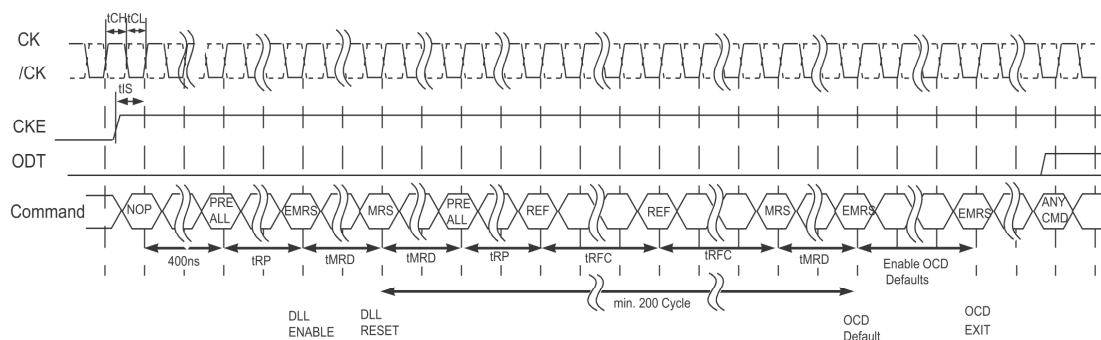 tCH tCL
CK
/CK
tIS
CKE
ODT
Command
NOP
PRE
ALL
EMRS
MRS
PRE
ALL
REF
REF
MRS
EMRS
EMRS
ANY
CMD
400ns
tRP
tMRD
tMRD
tRP
tRFC
tRFC
tMRD
Enable OCD
Defaults
min. 200 Cycle
DLL
ENABLE
DLL
RESET
OCD
Default
OCD
EXIT